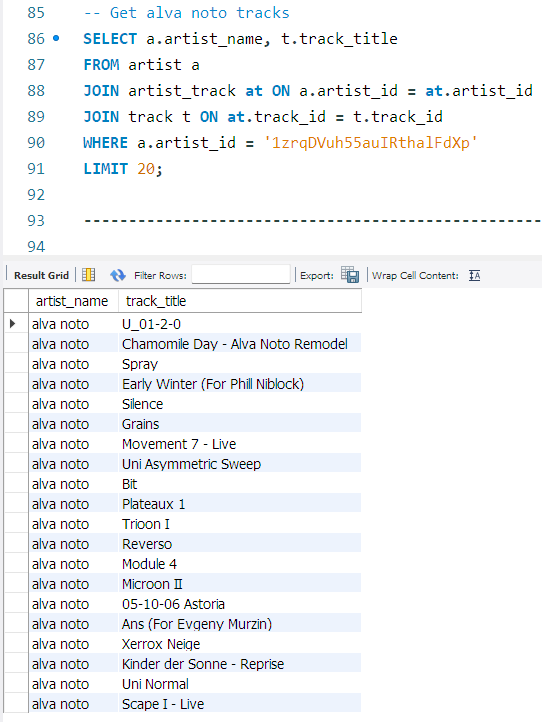 85 -- Get alva noto tracks
86 SELECT a.artist_name, t.track_title
87 FROM artist a
88 JOIN artist_track at ON a.artist_id = at.artist_id
89 JOIN track t ON at.track_id = t.track_id
90 WHERE a.artist_id = '1zrqDVuh55auIRthalFdXp'
91 LIMIT 20;
92
93 ---------------------------------------------------
94
Result Grid Filter Rows: Export: Wrap Cell Content: IA
artist_name track_title
alva noto U_01-2-0
alva noto Chamomile Day - Alva Noto Remodel
alva noto Spray
alva noto Early Winter (For Phill Niblock)
alva noto Silence
alva noto Grains
alva noto Movement 7 - Live
alva noto Uni Asymmetric Sweep
alva noto Bit
alva noto Plateaux 1
alva noto Trioon I
alva noto Reverso
alva noto Module 4
alva noto Microon II
alva noto 05-10-06 Astoria
alva noto Ans (For Evgeny Murzin)
alva noto Xerrox Neige
alva noto Kinder der Sonne - Reprise
alva noto Uni Normal
alva noto Scape I - Live